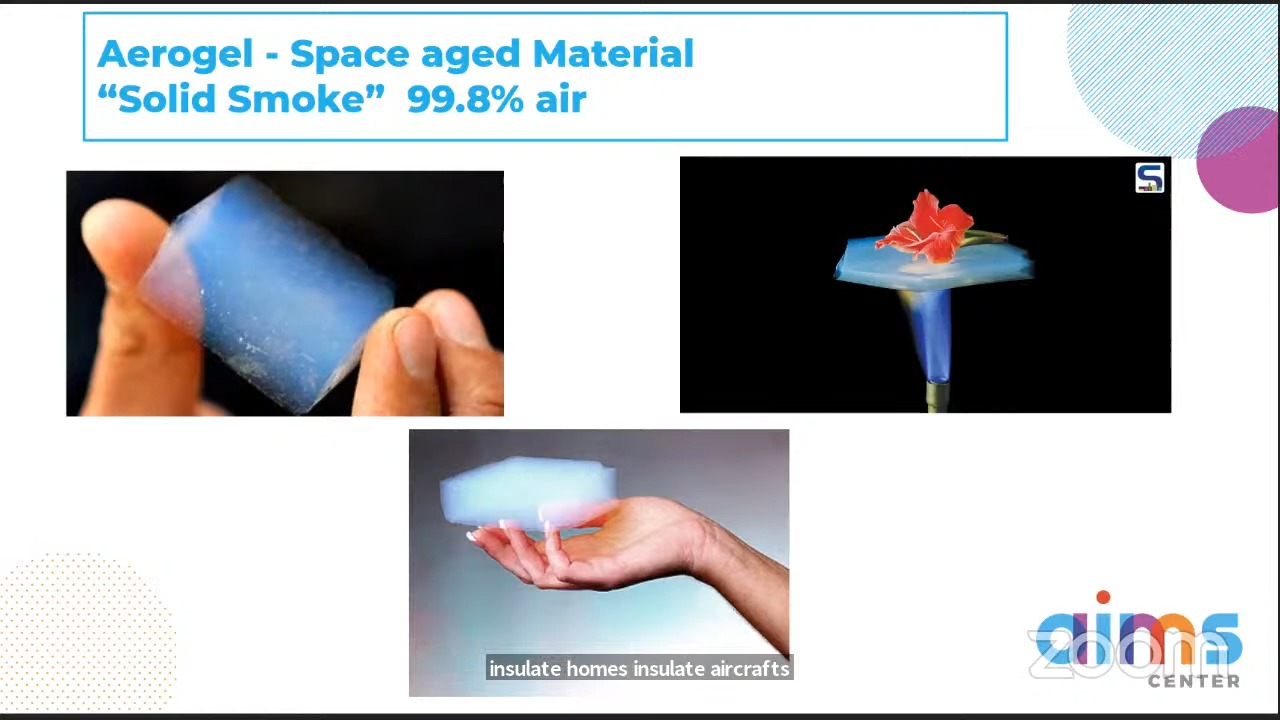 Aerogel - Space aged Material
“Solid Smoke” 99.8% air
S
insulate homes insulate aircrafts
aims
zoom
CENTER